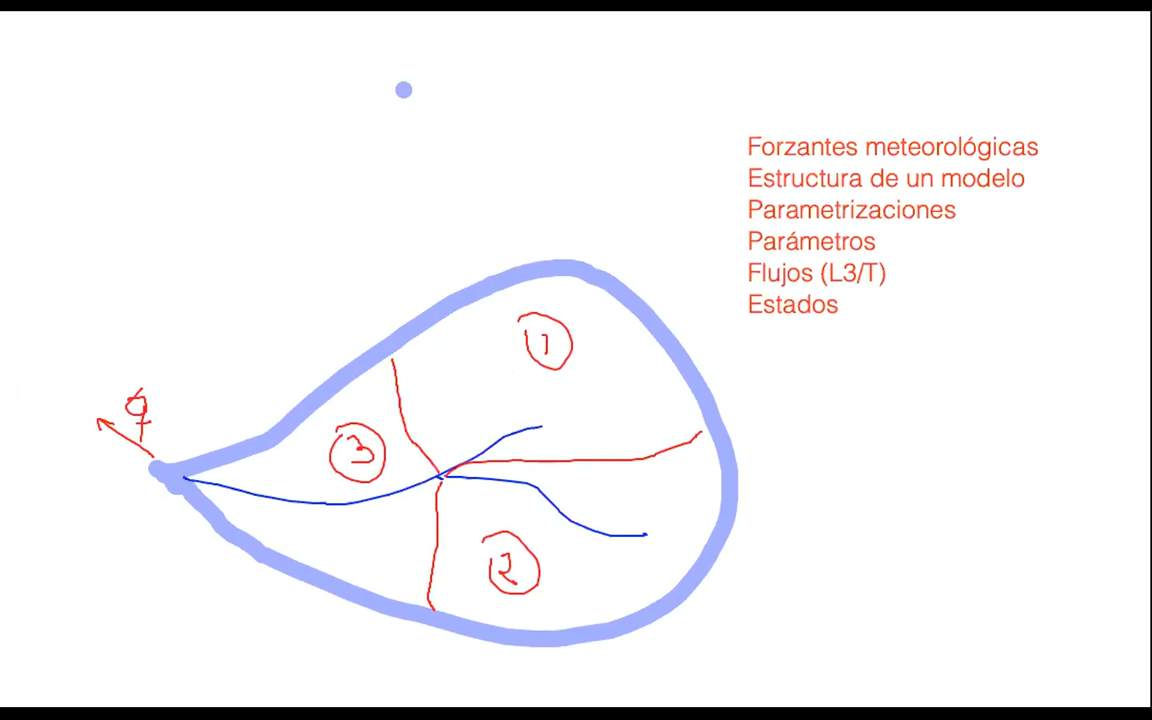 Forzantes meteorológicas
Estructura de un modelo
Parametrizaciones
Parámetros
Flujos (L3/T)
Estados
1
q
3
2